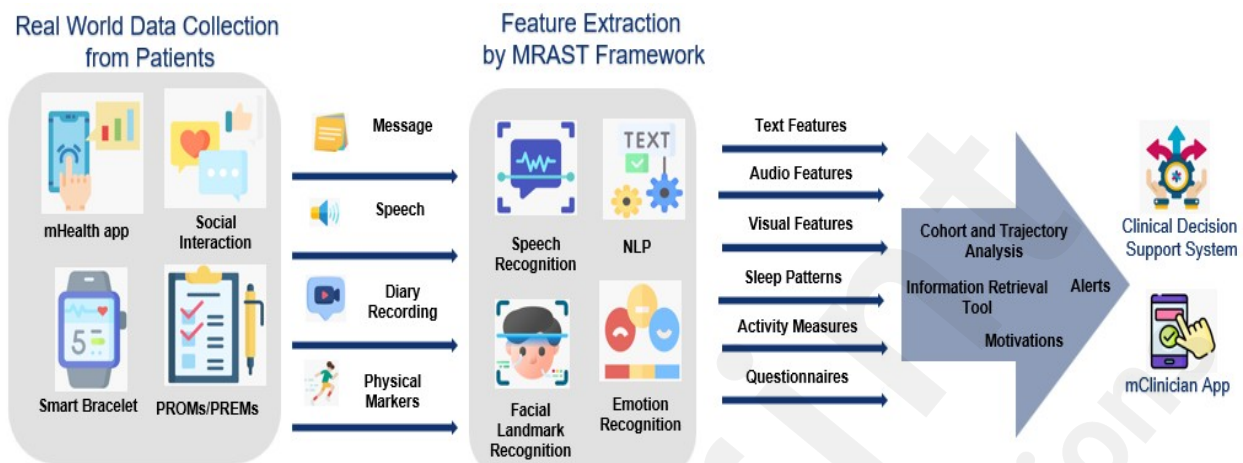 Real World Data Collection
from Patients
mHealth app
Social
Interaction
5
Smart Bracelet
PROMs/PREMs
Message
Speech
Diary
Recording
Physical
Markers
Feature Extraction
by MRAST Framework
Speech
Recognition
TEXT
NLP
Facial
Landmark
Recognition
Emotion
Recognition
Text Features
Audio Features
Visual Features
Sleep Patterns
Activity Measures
Questionnaires
Cohort and Trajectory
Analysis
Information Retrieval
Tool
Alerts
Motivations
Clinical Decision
Support System
mClinician App